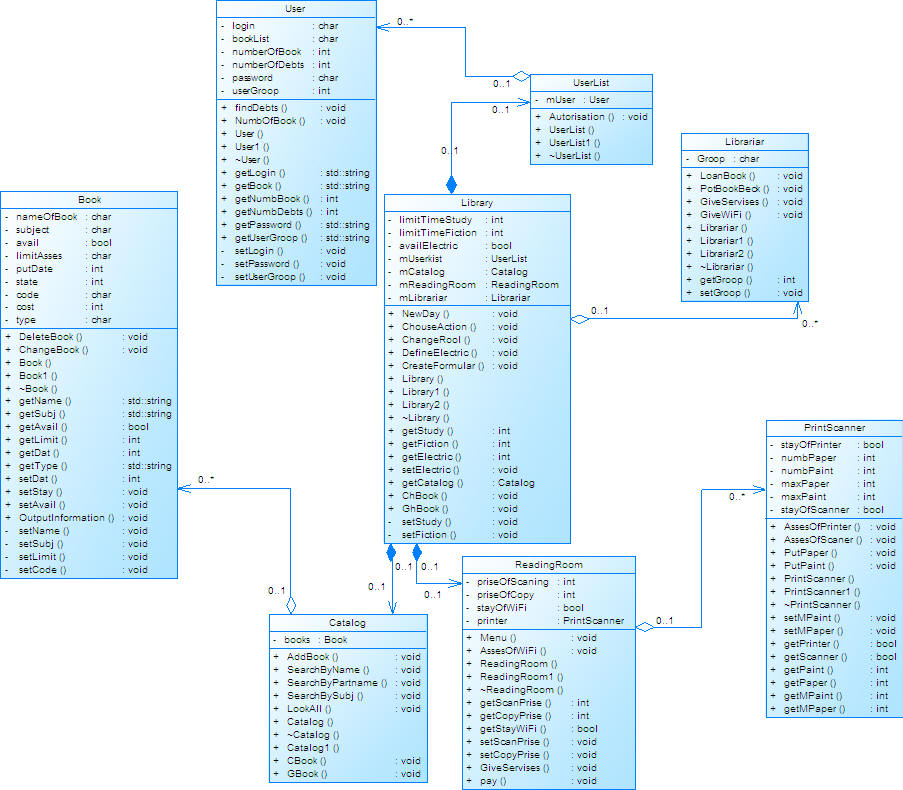 User
- login : char
- bookList : char
- numberOfBook : int
- numberOfDebts : int
- password : char
- userGroop : int
+ findDebts () : void
+ NumbOfBook () : void
+ User ()
+ User1 ()
+ ~User ()
+ getLogin () : std::string
+ getBook () : std::string
+ getNumbBook () : int
+ getNumbDebts () : int
+ getPassword () : std::string
+ getUserGroop () : std::string
- setLogin () : void
- setPassword () : void
- setUserGroop () : void
0..*
0..1
UserList
- mUser : User
+ Autorisation () : void
+ UserList ()
+ UserList1 ()
+ ~UserList ()
0..1
0..1
Librariar
- Groop : char
+ LoanBook () : void
+ PotBookBeck () : void
+ GiveServises () : void
+ GiveWiFi () : void
+ Librariar ()
+ Librariar1 ()
+ Librariar2 ()
+ ~Librariar ()
+ getGroop () : int
+ setGroop () : void
0..1
0..*
Book
- nameOfBook : char
- subject : char
- avail : bool
- limitAsses : char
- putDate : int
- state : int
- code : char
- cost : int
- type : char
+ DeleteBook () : void
+ ChangeBook () : void
+ Book ()
+ Book1 ()
+ ~Book ()
+ getName () : std::string
+ getSubj () : std::string
+ getAvail () : bool
+ getLimit () : int
+ getDat () : int
+ getType () : std::string
+ setDat () : int
+ setStay () : void
+ setAvail () : void
+ OutputInformation () : void
- setName () : void
- setSubj () : void
- setLimit () : void
- setCode () : void
0..*
0..1
Library
- limitTimeStudy : int
- limitTimeFiction : int
- availElectric : bool
- mUserkist : UserList
- mCatalog : Catalog
- mReadingRoom : ReadingRoom
- mLibrariar : Librariar
+ NewDay () : void
+ ChouseAction () : void
+ ChangeRool () : void
+ DefineElectric () : void
+ CreateFormular () : void
+ Library ()
+ Library1 ()
+ Library2 ()
+ ~Library ()
+ getStudy () : int
+ getFiction () : int
+ getElectric () : int
+ setElectric () : void
+ getCatalog () : Catalog
+ ChBook () : void
+ GhBook () : void
- setStudy () : void
- setFiction () : void
0..1
0..1
0..1
0..1
PrintScanner
- stayOfPrinter : bool
- numbPaper : int
- numbPaint : int
- maxPaper : int
- maxPaint : int
- stayOfScanner : bool
+ AssesOfPrinter () : void
+ AssesOfScaner () : void
+ PutPaper () : void
+ PutPaint () : void
+ PrintScanner ()
+ PrintScanner1 ()
+ ~PrintScanner ()
+ setMPaint () : void
+ setMPaper () : void
+ getPrinter () : bool
+ getScanner () : bool
+ getPaint () : int
+ getPaper () : int
+ getMPaint () : int
+ getMPaper () : int
0..*
0..1
ReadingRoom
- priseOfScaning : int
- priseOfCopy : int
- stayOfWiFi : bool
- printer : PrintScanner
+ Menu () : void
+ AssesOfWiFi () : void
+ ReadingRoom ()
+ ReadingRoom1 ()
+ ~ReadingRoom ()
+ getScanPrise () : int
+ getCopyPrise () : int
+ getStayWiFi () : bool
+ setScanPrise () : void
+ setCopyPrise () : void
+ GiveServises () : void
+ pay () : void
Catalog
- books : Book
+ AddBook () : void
+ SearchByName () : void
+ SearchByPartname () : void
+ SearchBySubj () : void
+ LookAll () : void
+ Catalog ()
+ ~Catalog ()
+ Catalog1 ()
+ CBook () : void
+ GBook () : void